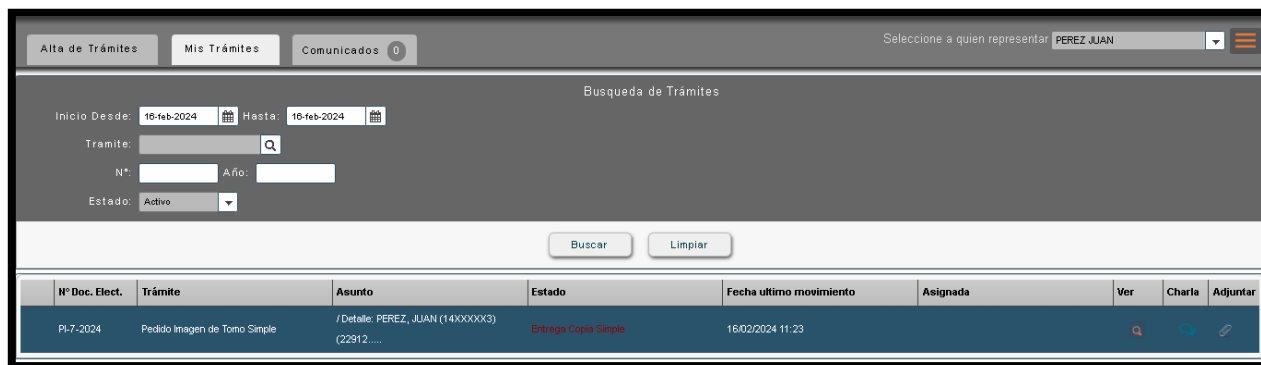 Alta de Trámites Mis Trámites Comunicados 0 Seleccione a quien representar PEREZ JUAN
Busqueda de Trámites
Inicio Desde: 16-feb-2024 Hasta: 16-feb-2024
Tramite:
N°: Año:
Estado: Activo
Buscar Limpiar
N° Doc. Elect. Trámite Asunto Estado Fecha ultimo movimiento Asignada Ver Charla Adjuntar
PI-7-2024 Pedido Imagen de Tomo Simple / Detalle: PEREZ, JUAN (14XXXXX3) Entrega Copia Simple 16/02/2024 11:23
(22912.....